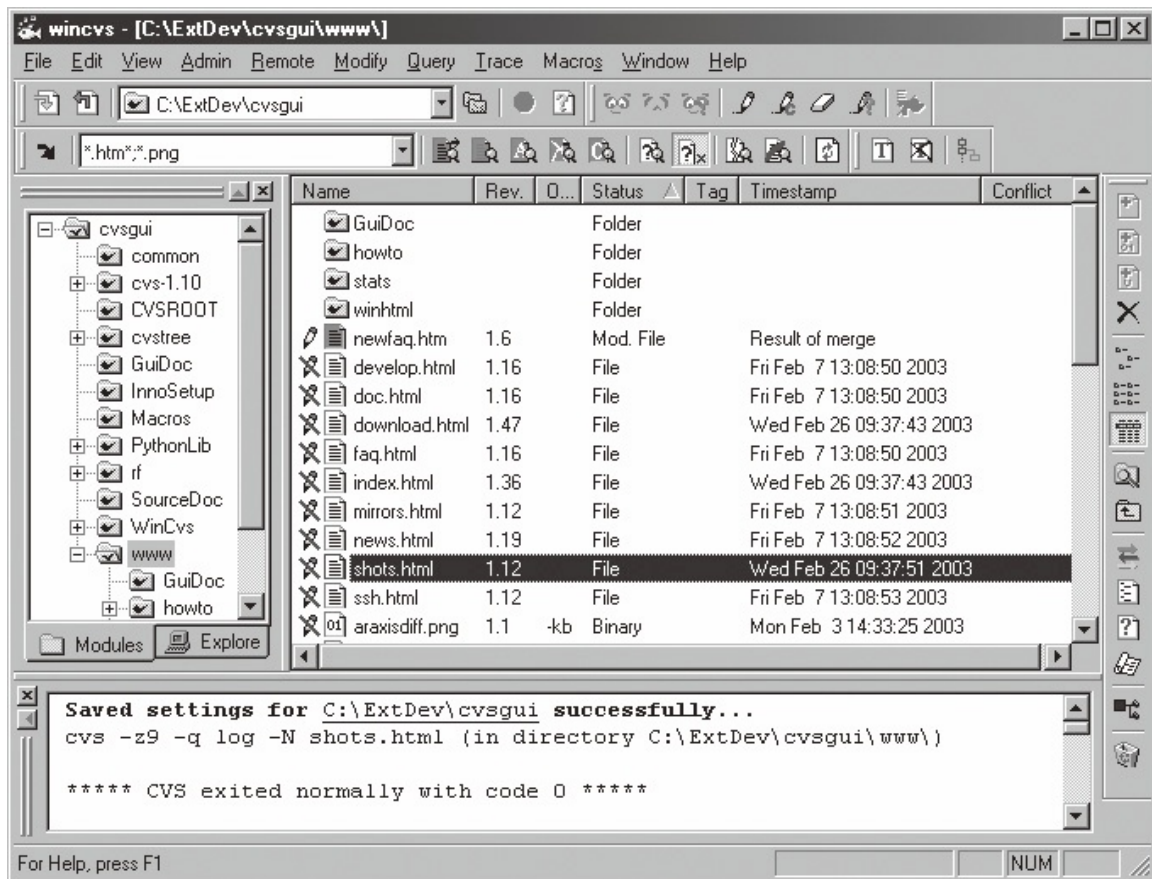 wincvs - [C:\ExtDev\cvsgui\www\]
File Edit View Admin Remote Modify Query Trace Macros Window Help
C:\ExtDev\cvsgui
*.htm*;*.png
Name Rev. O... Status Tag Timestamp Conflict
cvsgui
common
cvs-1.10
CVSROOT
cvstree
GuiDoc
InnoSetup
Macros
PythonLib
rf
SourceDoc
WinCvs
www
GuiDoc
howto
Modules Explore
GuiDoc Folder
howto Folder
stats Folder
winhtml Folder
newfaq.htm 1.6 Mod. File Result of merge
develop.html 1.16 File Fri Feb 7 13:08:50 2003
doc.html 1.16 File Fri Feb 7 13:08:50 2003
download.html 1.47 File Wed Feb 26 09:37:43 2003
faq.html 1.16 File Fri Feb 7 13:08:50 2003
index.html 1.36 File Wed Feb 26 09:37:43 2003
mirrors.html 1.12 File Fri Feb 7 13:08:51 2003
news.html 1.19 File Fri Feb 7 13:08:52 2003
shots.html 1.12 File Wed Feb 26 09:37:51 2003
ssh.html 1.12 File Fri Feb 7 13:08:53 2003
araxisdiff.png 1.1 -kb Binary Mon Feb 3 14:33:25 2003
Saved settings for C:\ExtDev\cvsgui successfully...
cvs -z9 -q log -N shots.html (in directory C:\ExtDev\cvsgui\www\)
***** CVS exited normally with code 0 *****
For Help, press F1
NUM